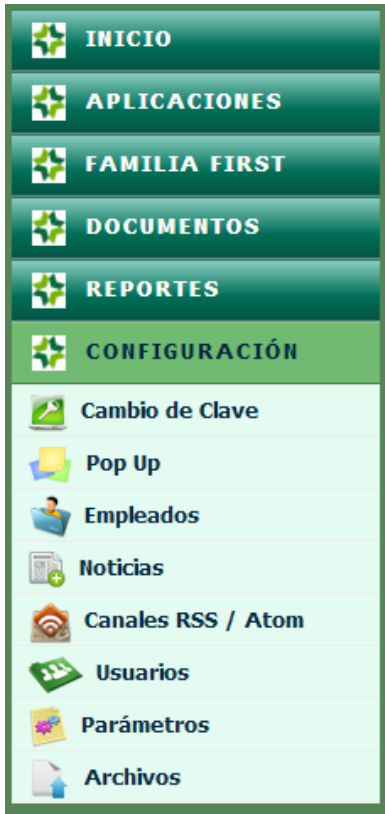 INICIO
APLICACIONES
FAMILIA FIRST
DOCUMENTOS
REPORTES
CONFIGURACIÓN
Cambio de Clave
Pop Up
Empleados
Noticias
Canales RSS / Atom
Usuarios
Parámetros
Archivos